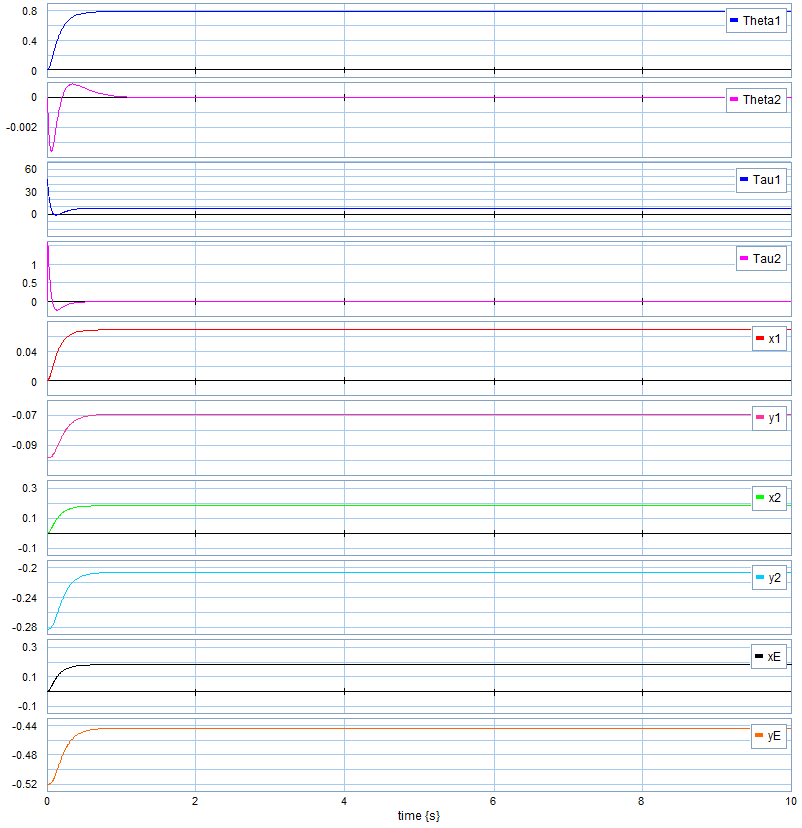 0.8
Theta1
0.4
0
0
Theta2
-0.002
60
Tau1
30
0
Tau2
1
0.5
0
x1
0.04
0
-0.07
y1
-0.09
0.3
x2
0.1
-0.1
-0.2
y2
-0.24
-0.28
0.3
xE
0.1
-0.1
-0.44
yE
-0.48
-0.52
0 2 4 6 8 10
time {s}